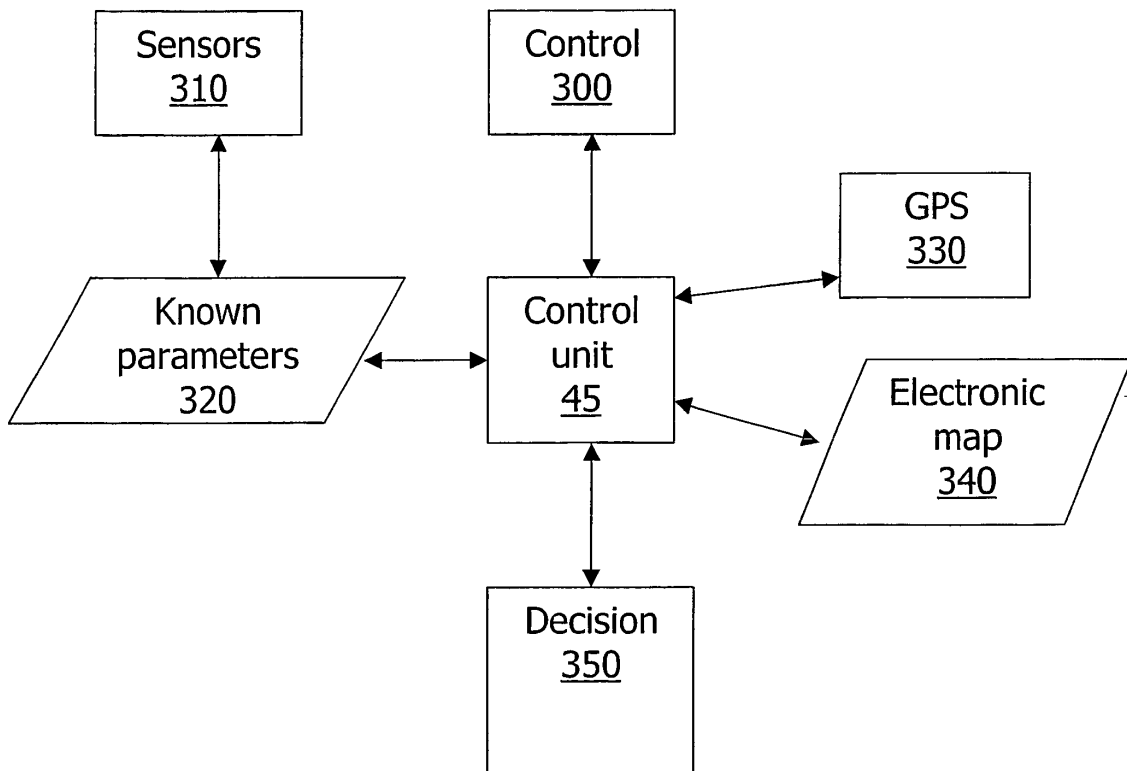 Sensors
310
Control
300
GPS
330
Known
parameters
320
Control
unit
45
Electronic
map
340
Decision
350